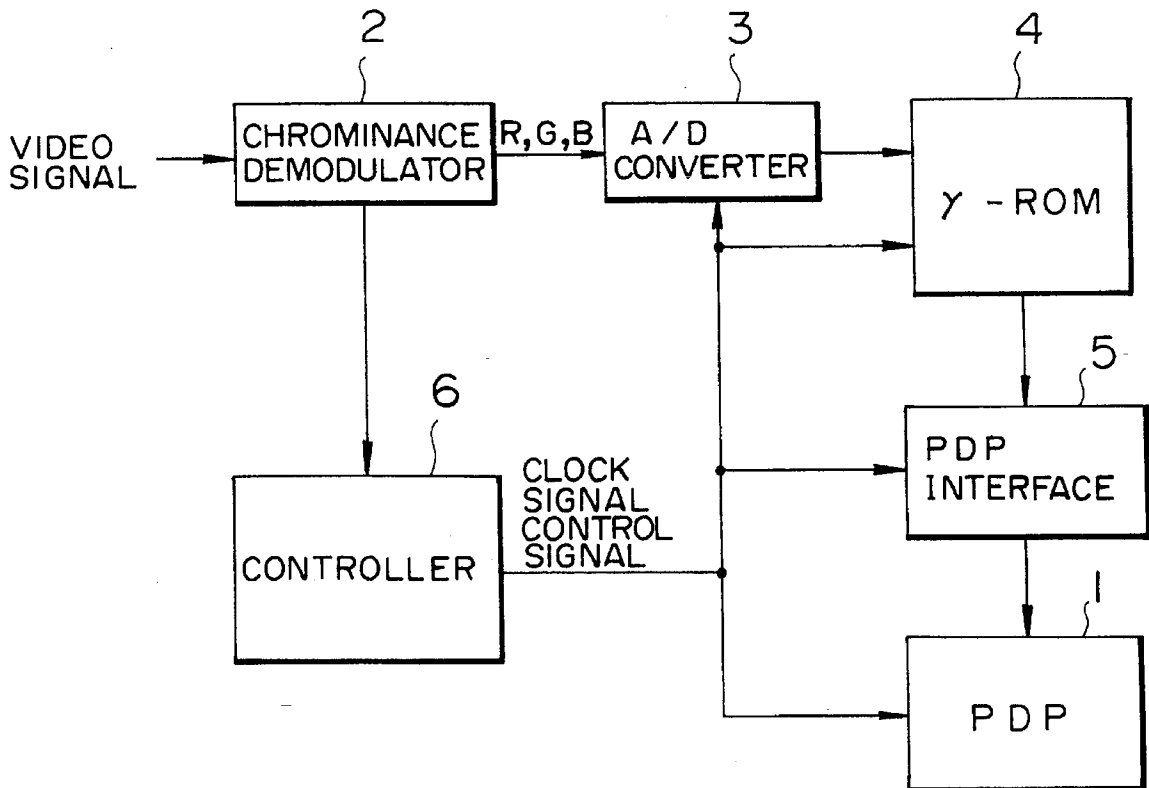 2
3
4
VIDEO
SIGNAL
CHROMINANCE
DEMODULATOR
R,G,B
A/D
CONVERTER
γ-ROM
6
5
CONTROLLER
CLOCK
SIGNAL
CONTROL
SIGNAL
PDP
INTERFACE
1
PDP